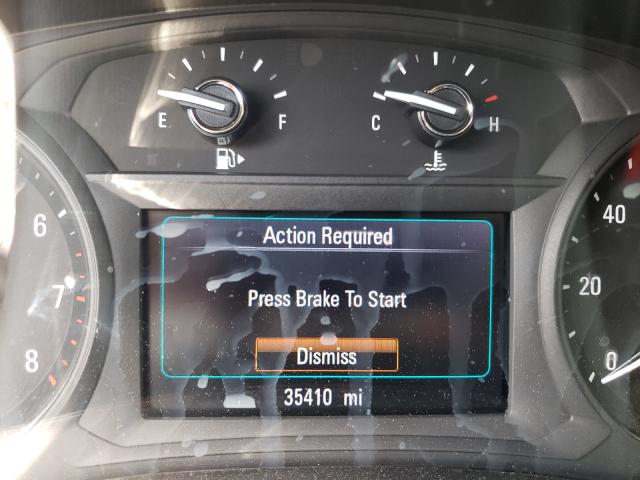 E F C H
6
7
8
Action Required
Press Brake To Start
Dismiss
35410 mi
40
20
0